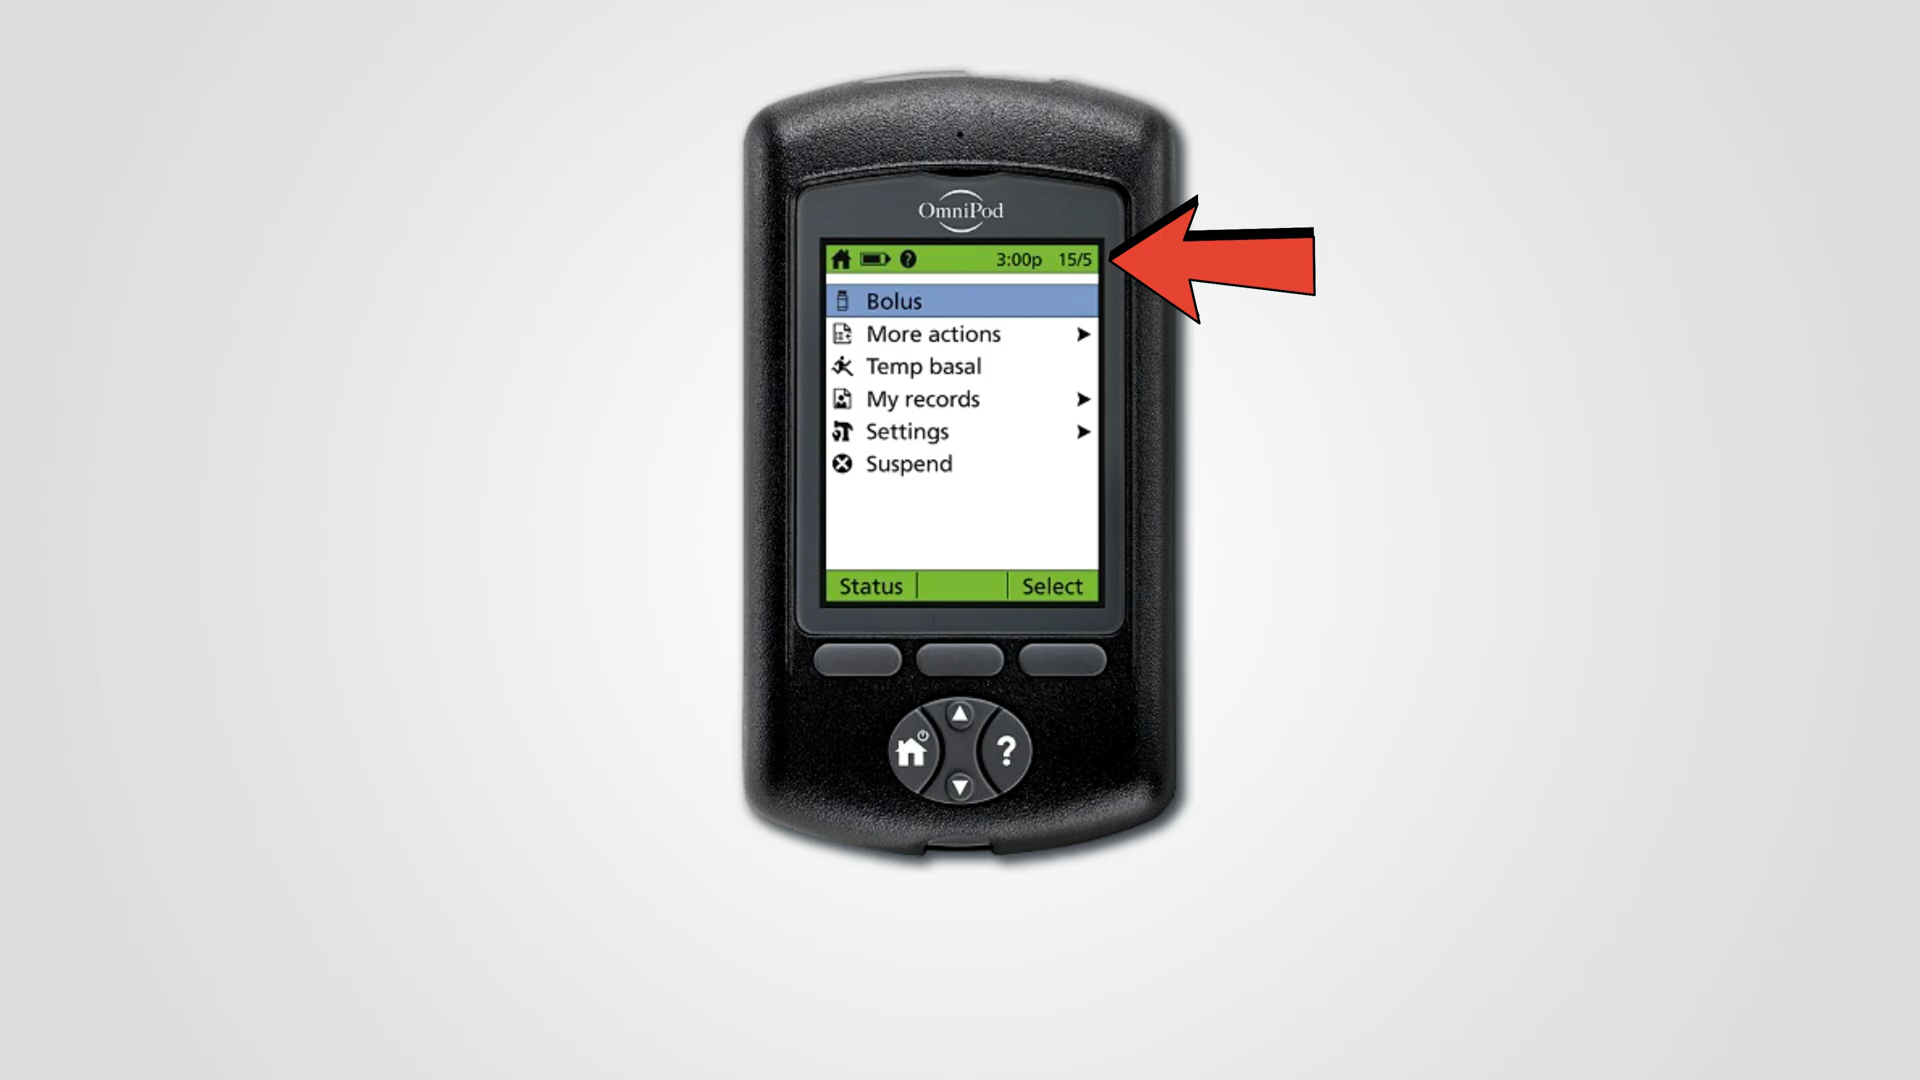 OmniPod
3:00p 15/5
Bolus
More actions
Temp basal
My records
Settings
Suspend
Status Select
?